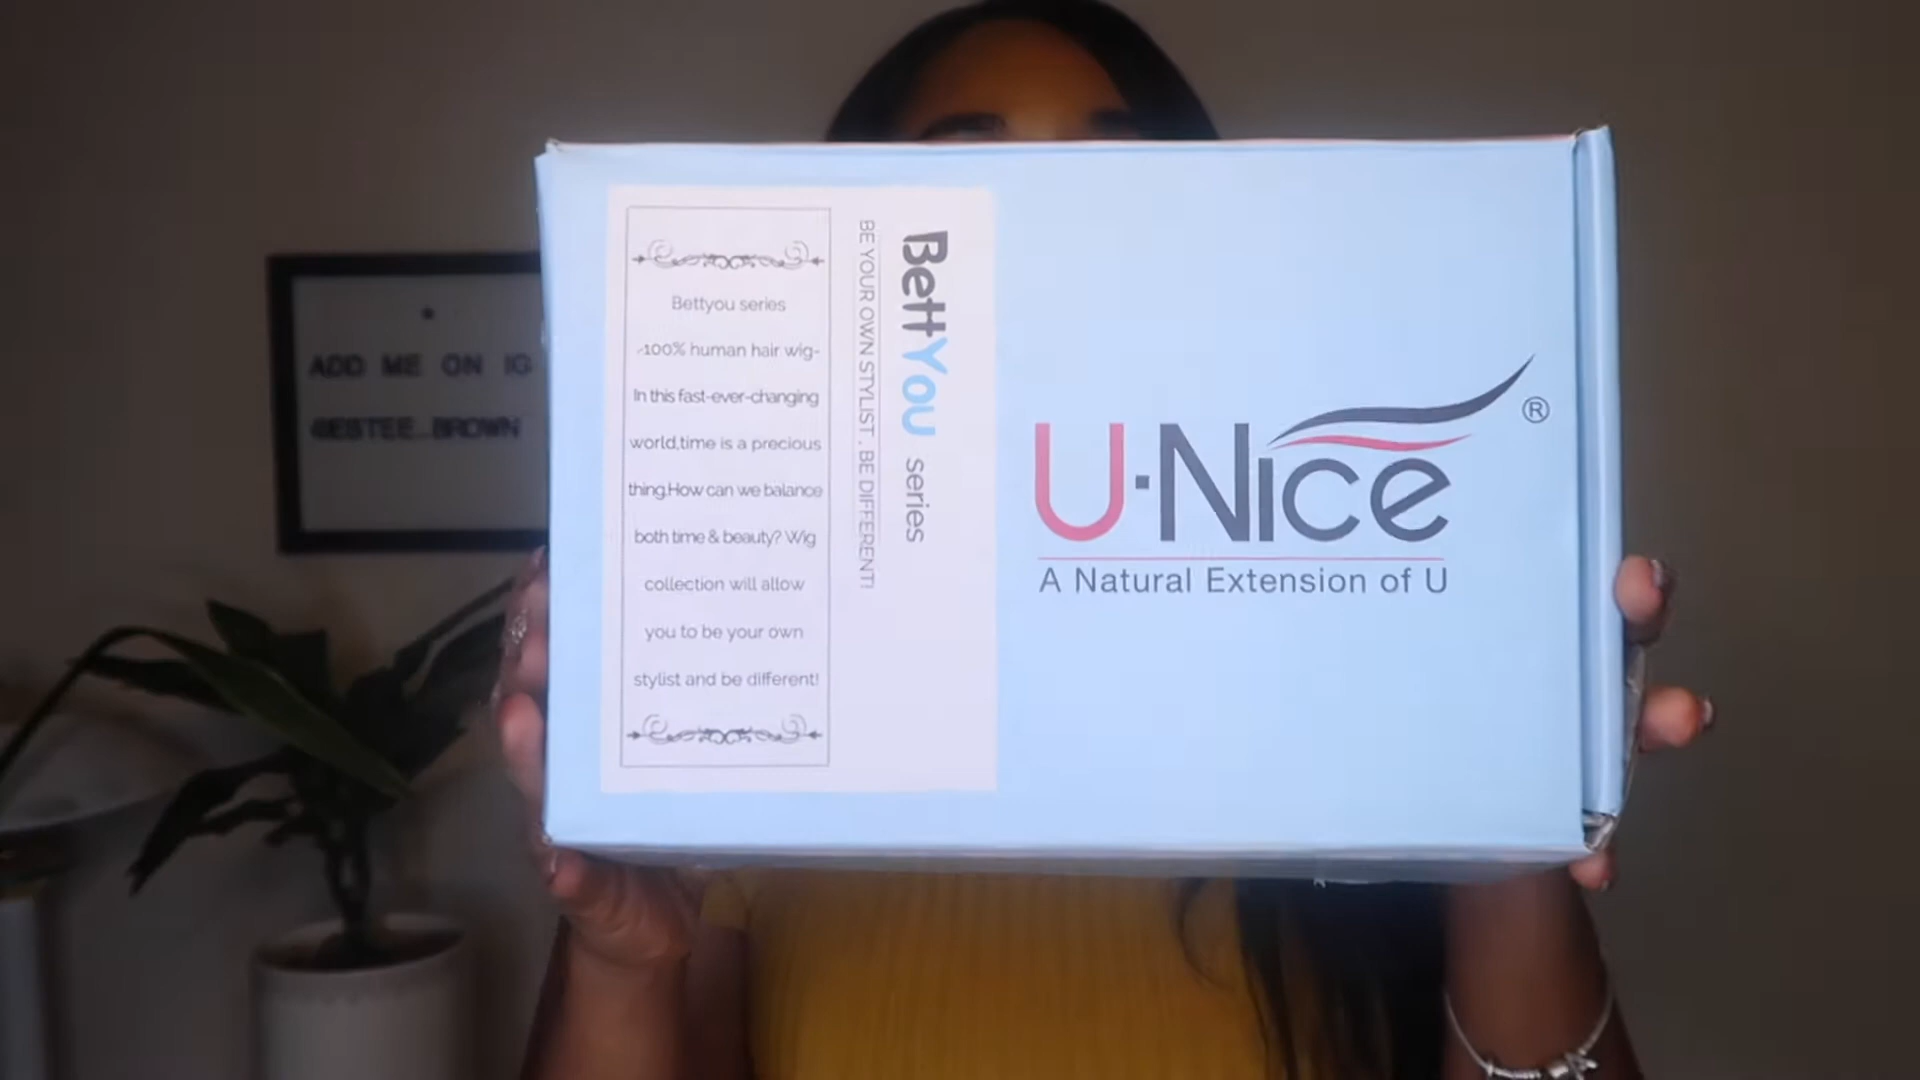 ADD ME ON IG
Bettyou series
-100% human hair wig-
In this fast-ever-changing
world,time is a precious
thing.How can we balance
both time & beauty? Wig
collection will allow
you to be your own
stylist and be different!
BE YOUR OWN STYLIST , BE DIFFERENT!
BettYou series
U·Nice®
A Natural Extension of U